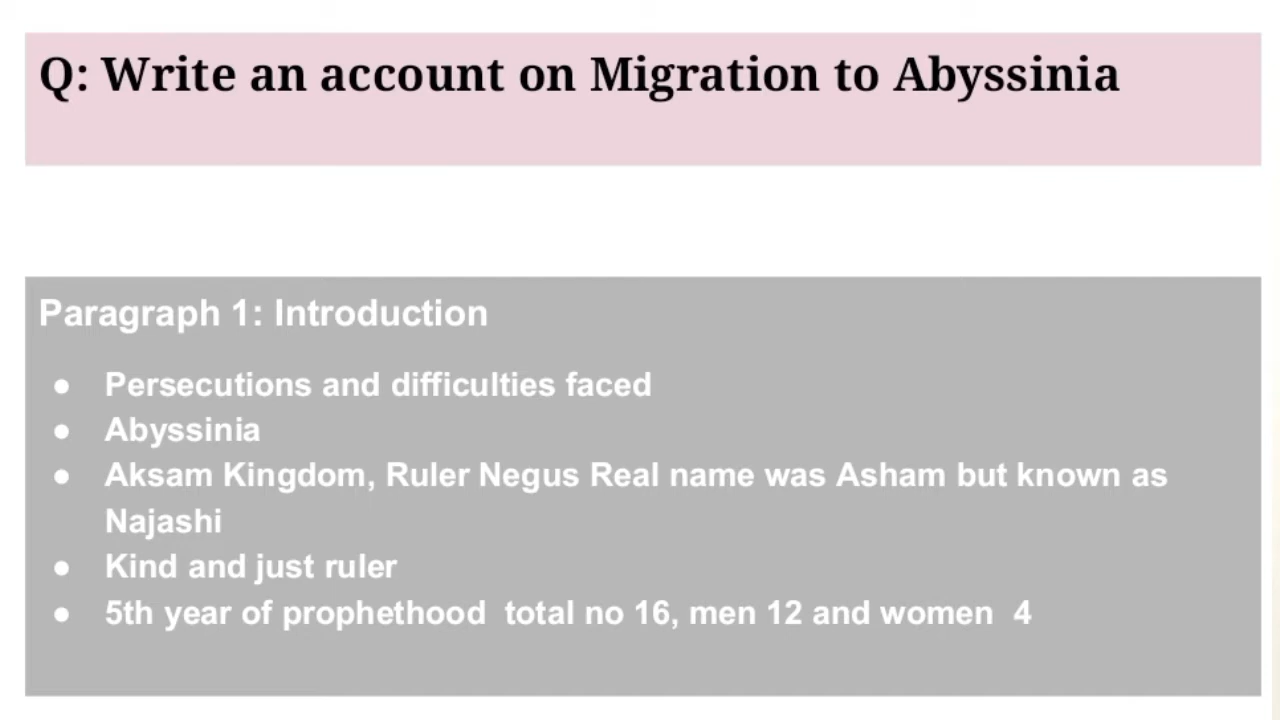 Q: Write an account on Migration to Abyssinia
Paragraph 1: Introduction
● Persecutions and difficulties faced
● Abyssinia
● Aksam Kingdom, Ruler Negus Real name was Asham but known as
Najashi
● Kind and just ruler
● 5th year of prophethood  total no 16, men 12 and women  4